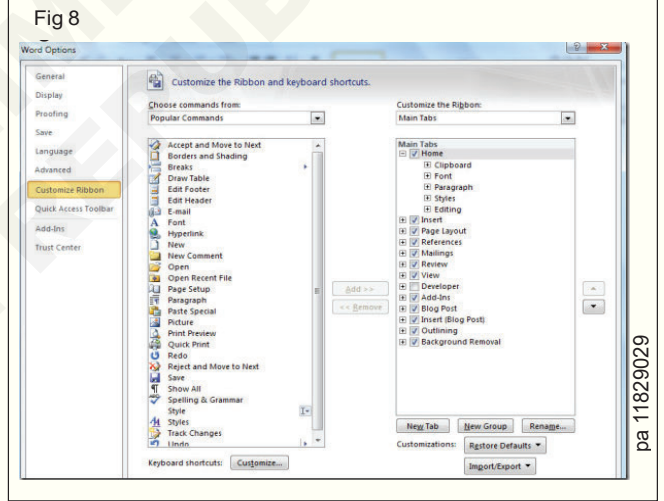 Fig 8
Word Options
General
Display
Proofing
Save
Language
Advanced
Customize Ribbon
Quick Access Toolbar
Add-Ins
Trust Center
Customize the Ribbon and keyboard shortcuts.
Choose commands from:
Popular Commands
Accept and Move to Next
Borders and Shading
Breaks
Draw Table
Edit Footer
Edit Header
E-mail
Font
Hyperlink
New
New Comment
Open
Open Recent File
Page Setup
Paragraph
Paste Special
Picture
Print Preview
Quick Print
Redo
Reject and Move to Next
Save
Show All
Spelling & Grammar
Style
Styles
Track Changes
Undo
Keyboard shortcuts: Customize...
Add >>
<< Remove
Customize the Ribbon:
Main Tabs
Main Tabs
Home
Clipboard
Font
Paragraph
Styles
Editing
Insert
Page Layout
References
Mailings
Review
View
Developer
Add-Ins
Blog Post
Insert (Blog Post)
Outlining
Background Removal
New Tab New Group Rename...
Customizations: Restore Defaults
Import/Export
pa 11829029